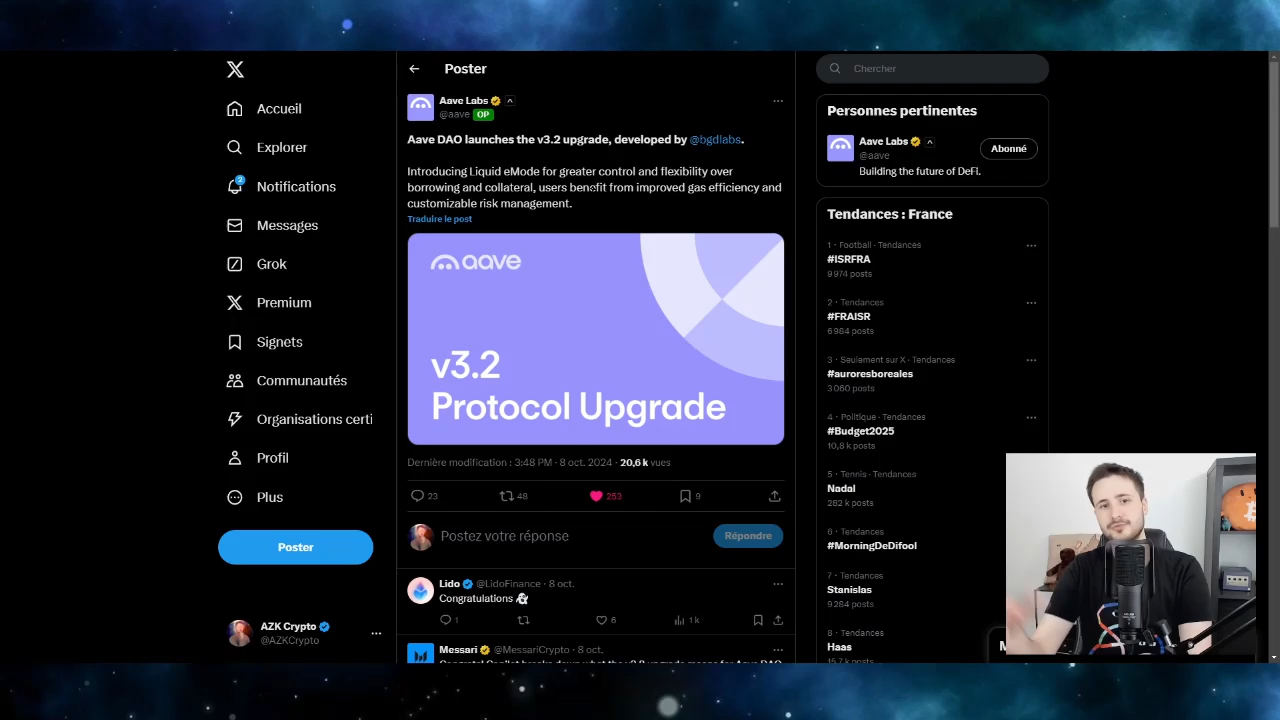 Accueil
Explorer
2
Notifications
Messages
Grok
Premium
Signets
Communautés
Organisations certi
Profil
Plus
Poster
AZK Crypto
@AZKCrypto
Poster
Aave Labs
@aave OP
Aave DAO launches the v3.2 upgrade, developed by @bgdlabs.
Introducing Liquid eMode for greater control and flexibility over
borrowing and collateral, users benefit from improved gas efficiency and
customizable risk management.
Traduire le post
aave
v3.2
Protocol Upgrade
Dernière modification : 3:48 PM · 8 oct. 2024 · 20,6 k vues
23 48 253 9
Postez votre réponse
Répondre
Lido @LidoFinance · 8 oct.
Congratulations
1 6 1 k
Messari @MessariCrypto · 8 oct.
Chercher
Personnes pertinentes
Aave Labs
@aave
Abonné
Building the future of DeFi.
Tendances : France
1 · Football · Tendances
#ISRFRA
9 974 posts
2 · Tendances
#FRAISR
6 984 posts
3 · Seulement sur X · Tendances
#auroresboreales
3 060 posts
4 · Politique · Tendances
#Budget2025
10,8 k posts
5 · Tennis · Tendances
Nadal
282 k posts
6 · Tendances
#MorningDeDifool
7 · Tendances
Stanislas
9 284 posts
8 · Tendances
Haas
15,7 k posts